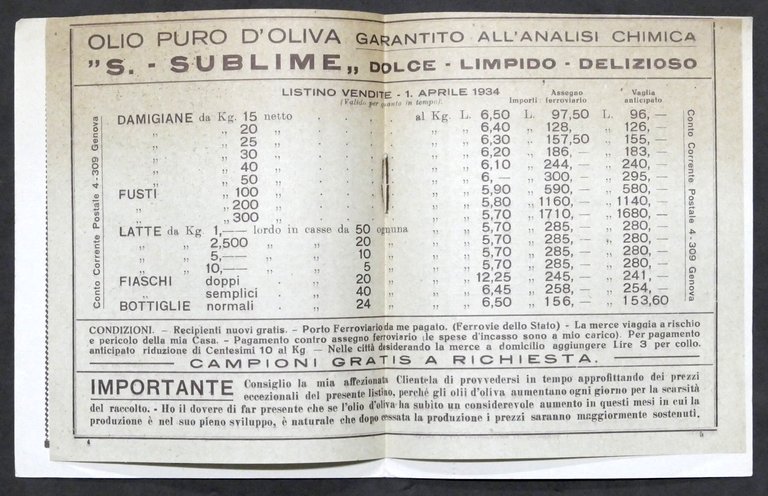 OLIO PURO D'OLIVA GARANTITO ALL'ANALISI CHIMICA
"S. - SUBLIME„ DOLCE - LIMPIDO - DELIZIOSO
LISTINO VENDITE - 1. APRILE 1934
(Valido per quanto in tempo)
Importi Assegno ferroviario Vaglia anticipato
Conto Corrente Postale 4-309 Genova
DAMIGIANE da Kg. 15 netto al Kg. L. 6,50 L. 97,50 L. 96,—
„ „ 20 „ „ 6,40 „ 128, „ 126,—
„ „ 25 „ „ 6,30 „ 157,50 „ 155,—
„ „ 30 „ „ 6,20 „ 186,— „ 183,—
„ „ 40 „ „ 6,10 „ 244,— „ 240,—
„ „ 50 „ „ 6,— „ 300,— „ 295,—
FUSTI „ 100 „ „ 5,90 „ 590,— „ 580,—
„ „ 200 „ „ 5,80 „ 1160,— „ 1140,—
„ „ 300 „ „ 5,70 „ 1710,— „ 1680,—
LATTE da Kg 1,— lordo in casse da 50 ognuna „ 5,70 „ 285,— „ 280,—
„ „ 2,500 „ „ 20 „ 5,70 „ 285,— „ 280,—
„ „ 5,— „ „ 10 „ 5,70 „ 285,— „ 280,—
„ „ 10,— „ „ 5 „ 5,70 „ 285,— „ 280,—
FIASCHI doppi „ 20 „ 12,25 „ 245,— „ 241,—
„ semplici „ 40 „ 6,45 „ 258,— „ 254,—
BOTTIGLIE normali „ 24 „ 6,50 „ 156,— „ 153,60
Conto Corrente Postale 4-309 Genova
CONDIZIONI. – Recipienti nuovi gratis. – Porto Ferroviario da me pagato. (Ferrovie dello Stato) - La merce viaggia a rischio
e pericolo della mia Casa. - Pagamento contro assegno ferroviario (le spese d'incasso sono a mio carico). Per pagamento
anticipato riduzione di Centesimi 10 al Kg – Nelle città desiderando la merce a domicilio aggiungere Lire 3 per collo.
CAMPIONI GRATIS A RICHIESTA.
IMPORTANTE Consiglio la mia affezionata Clientela di provvedersi in tempo approfittando dei prezzi
eccezionali del presente listino, perché gli olii d'oliva aumentano ogni giorno per la scarsità
del raccolto. - Ho il dovere di far presente che se l'olio d'oliva ha subito un considerevole aumento in questi mesi in cui la
produzione è nel suo pieno sviluppo, è naturale che dopo cessata la produzione i prezzi saranno maggiormente sostenuti.
4